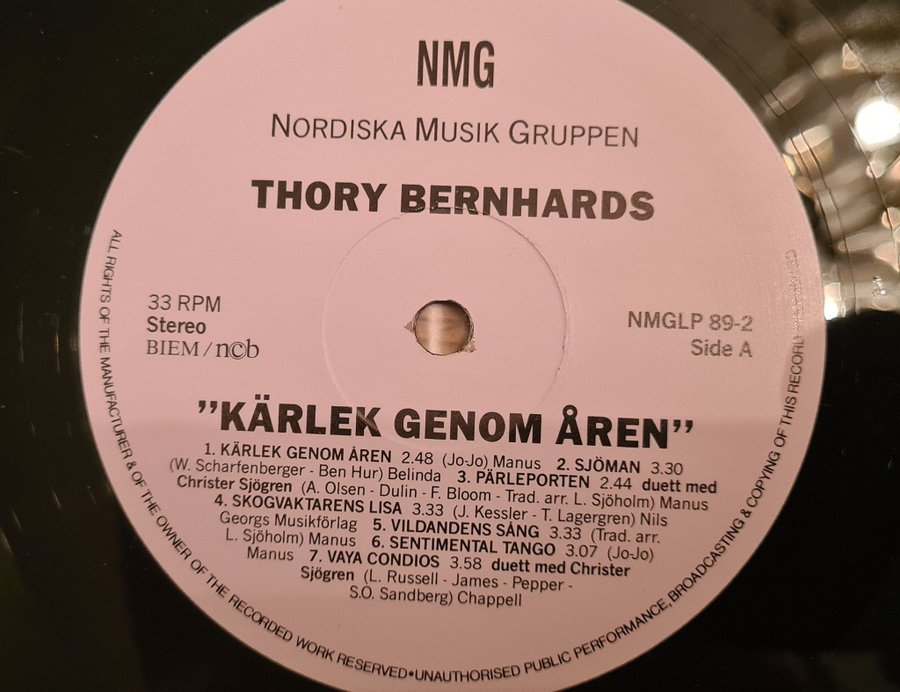 NMG
NORDISKA MUSIK GRUPPEN
THORY BERNHARDS
33 RPM
Stereo
BIEM / ncb
NMGLP 89-2
Side A
"KÄRLEK GENOM ÅREN"
1. KÄRLEK GENOM ÅREN 2.48 (Jo-Jo) Manus 2. SJÖMAN 3.30
(W. Scharfenberger - Ben Hur) Belinda 3. PÄRLEPORTEN 2.44 duett med
Christer Sjögren (A. Olsen - Dulin - F. Bloom - Trad. arr. L. Sjöholm) Manus
4. SKOGVAKTARENS LISA 3.33 (J. Kessler - T. Lagergren) Nils
Georgs Musikförlag 5. VILDANDENS SÅNG 3.33 (Trad. arr.
L. Sjöholm) Manus 6. SENTIMENTAL TANGO 3.07 (Jo-Jo)
Manus 7. VAYA CONDIOS 3.58 duett med Christer
Sjögren (L. Russell - James - Pepper -
S.O. Sandberg) Chappell
ALL RIGHTS OF THE MANUFACTURER & OF THE OWNER OF THE RECORDED WORK RESERVED•UNAUTHORISED PUBLIC PERFORMANCE, BROADCASTING & COPYING OF THIS RECORD